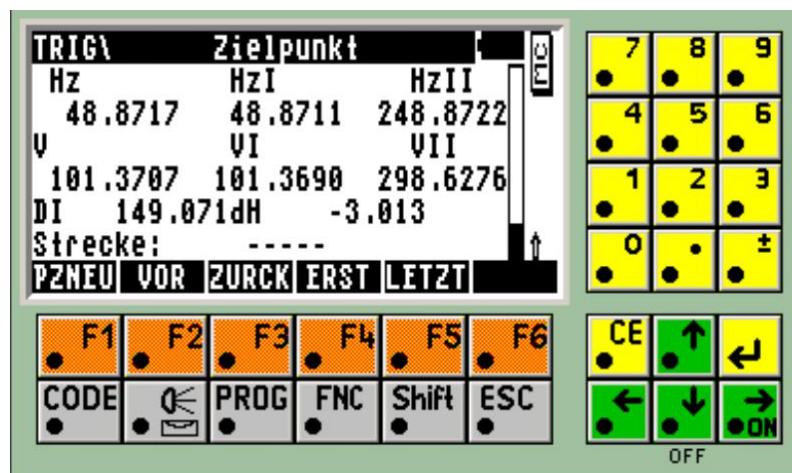 TRIG\ Zielpunkt
MC
Hz HzI HzII
48.8717 48.8711 248.8722
V VI VII
101.3707 101.3690 298.6276
DI 149.071dH -3.013
Strecke: -----
PZNEU VOR ZURCK ERST LETZT
7 8 9
4 5 6
1 2 3
0 . ±
F1 F2 F3 F4 F5 F6
CODE PROG FNC Shift ESC
CE ↑ ↵
← ↓ → ON
OFF